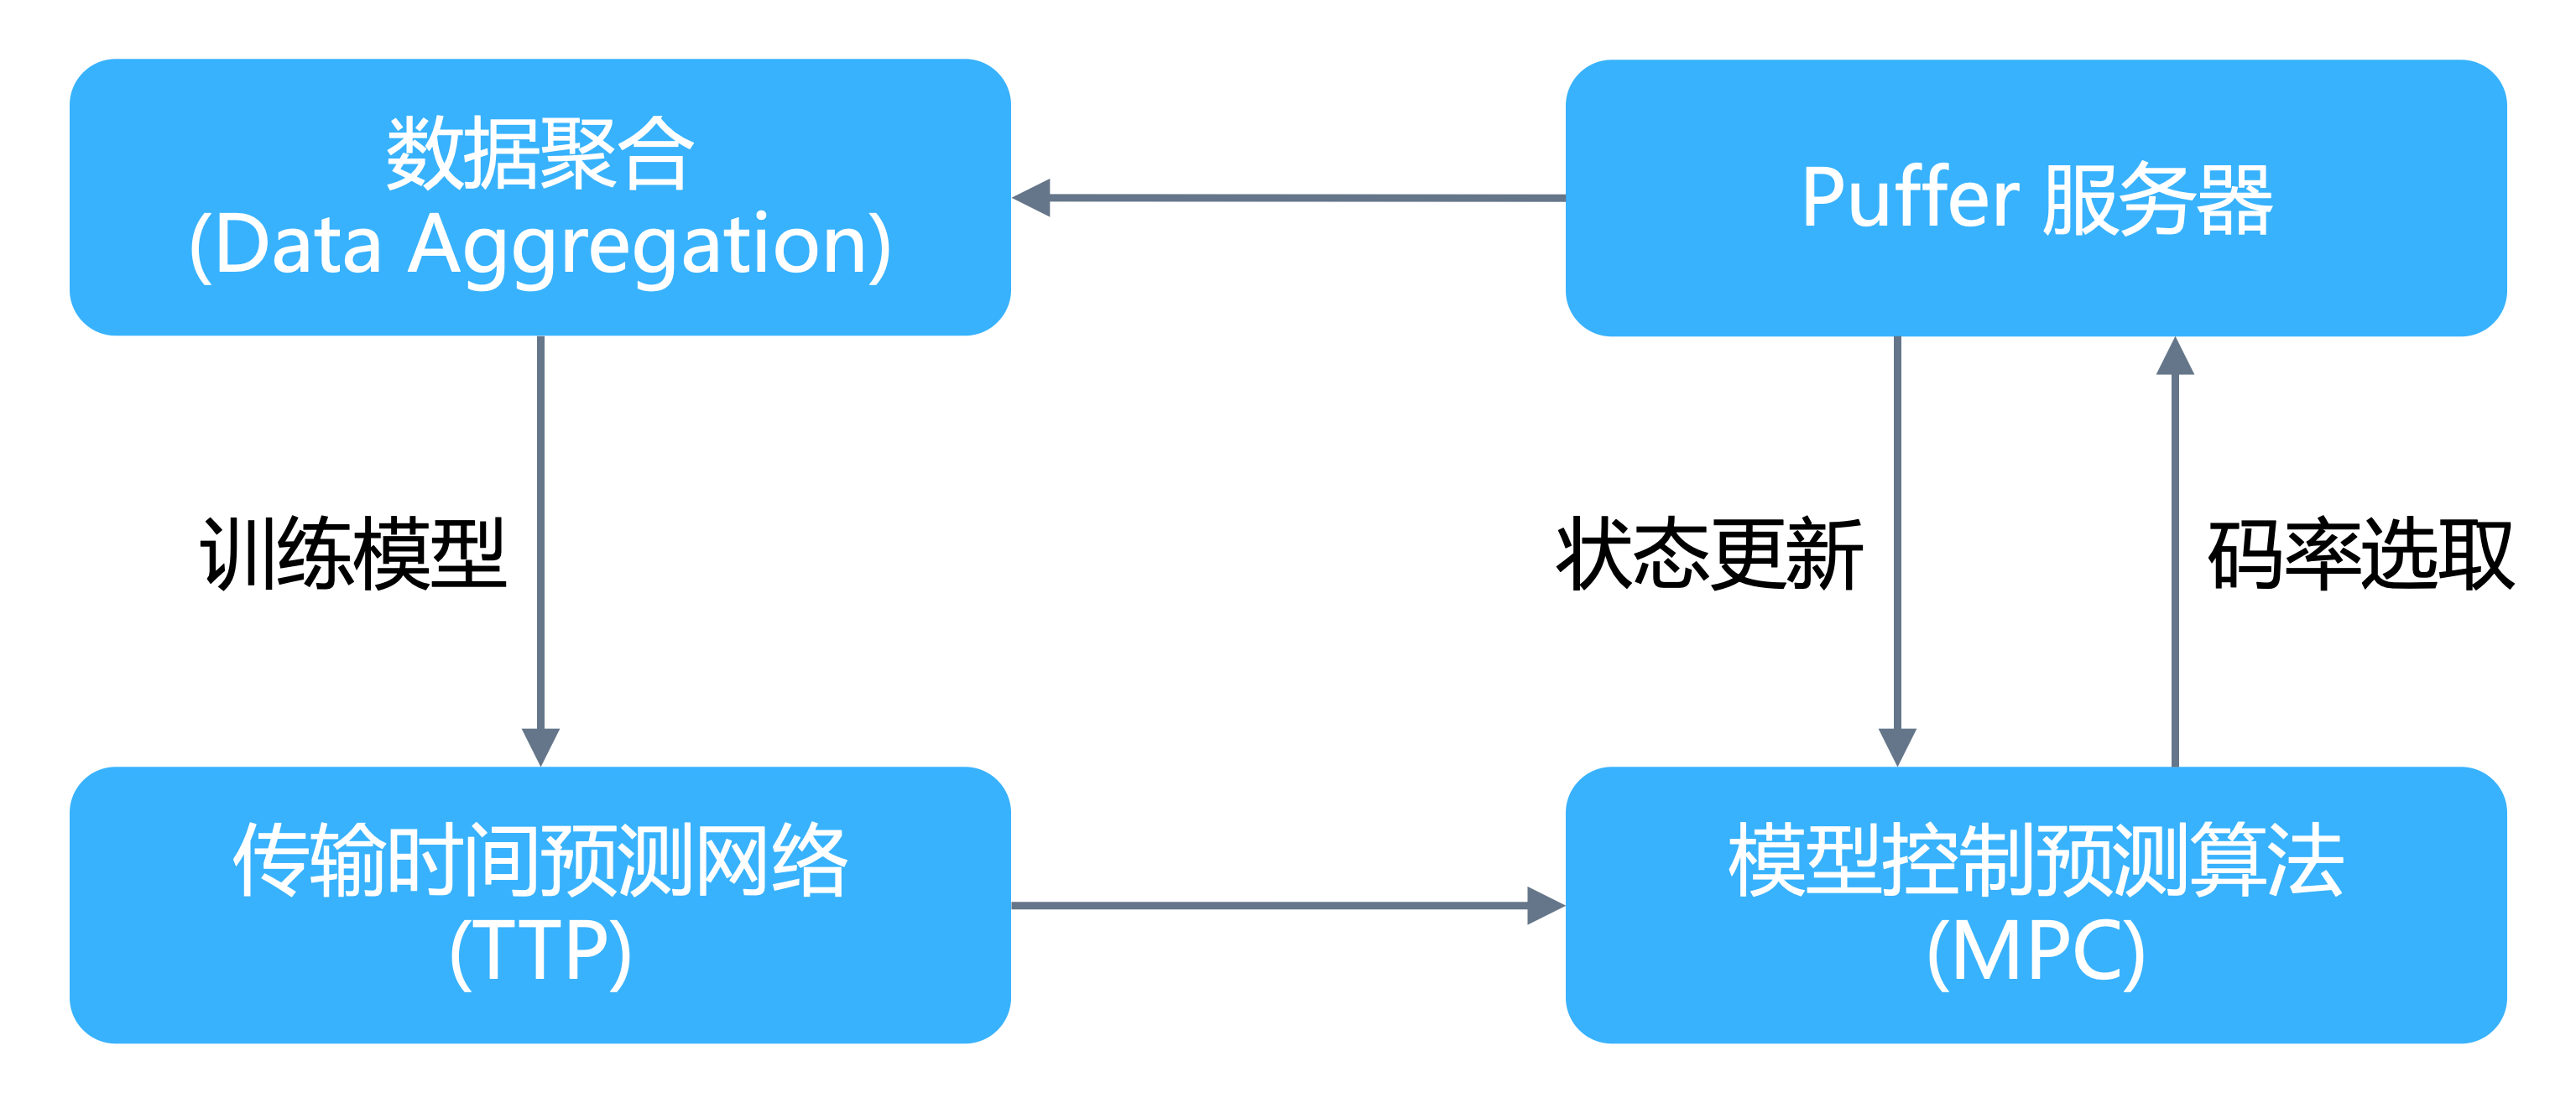 数据聚合
(Data Aggregation)
Puffer 服务器
训练模型
状态更新
码率选取
传输时间预测网络
(TTP)
模型控制预测算法
(MPC)